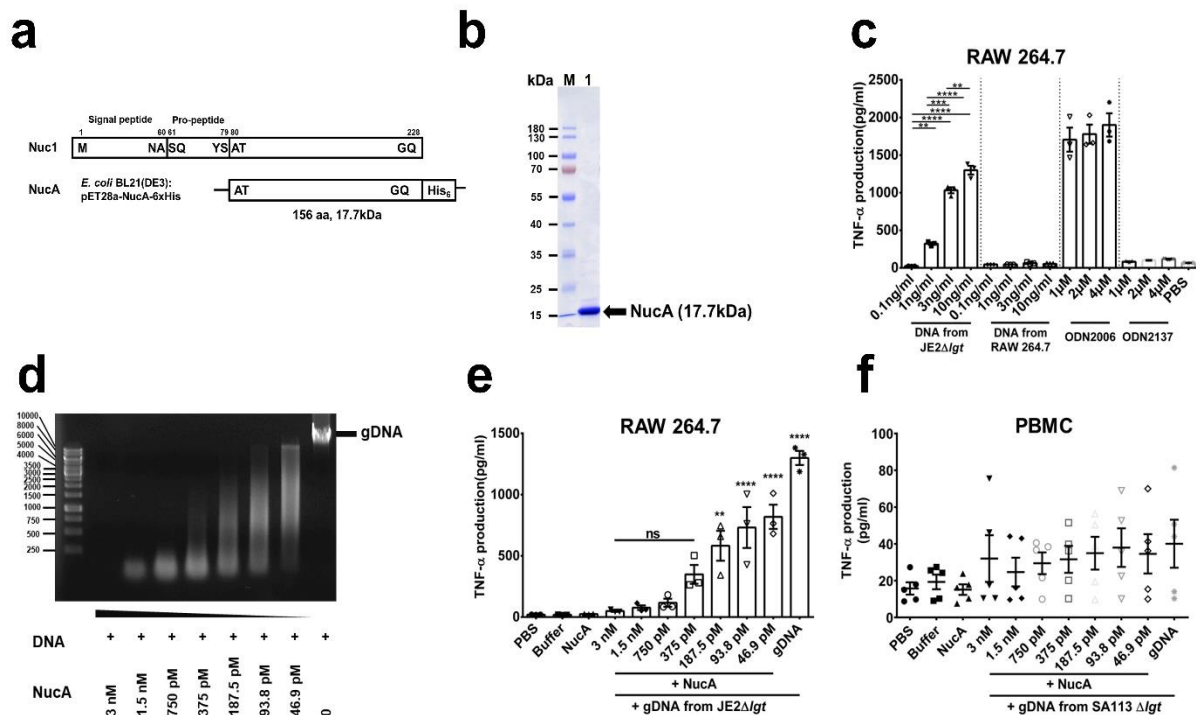 a
Signal peptide Pro-peptide
1 60 61 79 80 228
Nuc1 M NA SQ YS AT GQ
NucA E. coli BL21(DE3):
pET28a-NucA-6xHis
AT GQ His6
156 aa, 17.7kDa
b
kDa M 1
180
130
100
70
55
40
35
25
15
NucA (17.7kDa)
c
RAW 264.7
TNF-α production(pg/ml)
2500
2000
1500
1000
500
0
**
****
***
****
****
**
0.1ng/ml 1ng/ml 3ng/ml 10ng/ml 0.1ng/ml 1ng/ml 3ng/ml 10ng/ml 1μM 2μM 4μM 1μM 2μM 4μM PBS
DNA from
JE2Δlgt
DNA from
RAW 264.7
ODN2006
ODN2137
d
10000
8000
6000
5000
4000
3500
3000
2500
2000
1500
1000
750
500
250
gDNA
DNA + + + + + + + +
NucA 3 nM 1.5 nM 750 pM 375 pM 187.5 pM 93.8 pM 46.9 pM 0
e
RAW 264.7
TNF-α production(pg/ml)
1500
1000
500
0
ns
**
****
****
****
PBS Buffer NucA 3 nM 1.5 nM 750 pM 375 pM 187.5 pM 93.8 pM 46.9 pM gDNA
+ NucA
+ gDNA from JE2Δlgt
f
PBMC
TNF-α production
(pg/ml)
100
80
60
40
20
0
PBS Buffer NucA 3 nM 1.5 nM 750 pM 375 pM 187.5 pM 93.8 pM 46.9 pM gDNA
+ NucA
+ gDNA from SA113 Δlgt